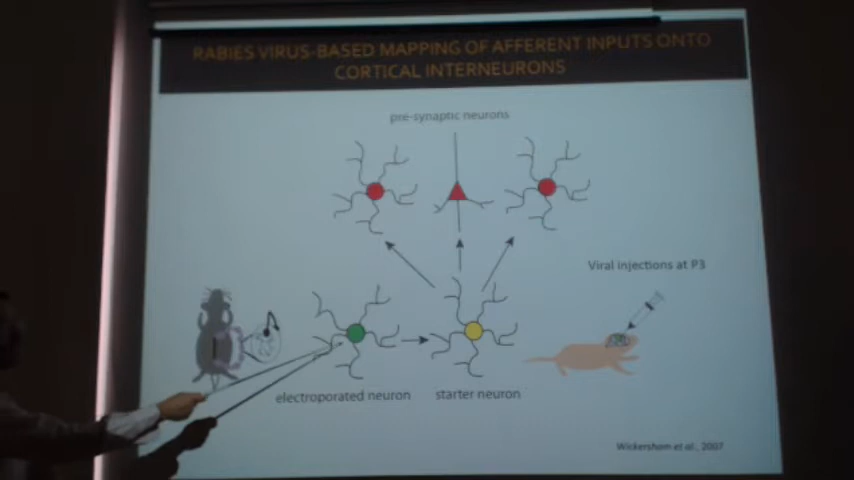 RABIES VIRUS-BASED MAPPING OF AFFERENT INPUTS ONTO
CORTICAL INTERNEURONS
pre-synaptic neurons
Viral injections at P3
electroporated neuron
starter neuron
Wickersham et al., 2007